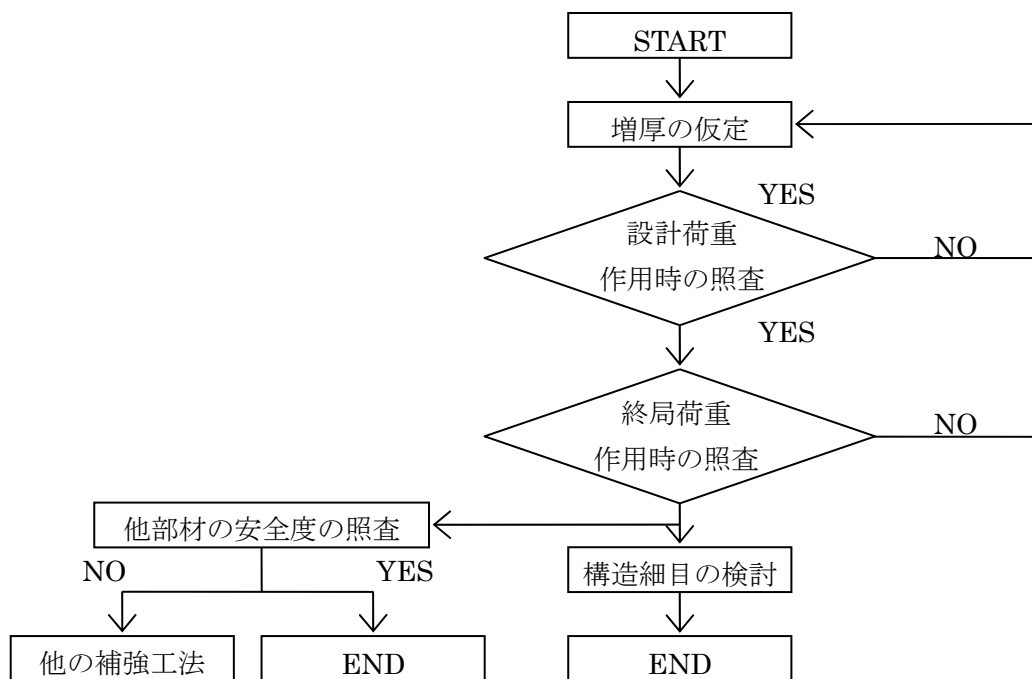 START
増厚の仮定
YES
設計荷重
作用時の照査
NO
YES
終局荷重
作用時の照査
NO
他部材の安全度の照査
構造細目の検討
NO
YES
他の補強工法
END
END